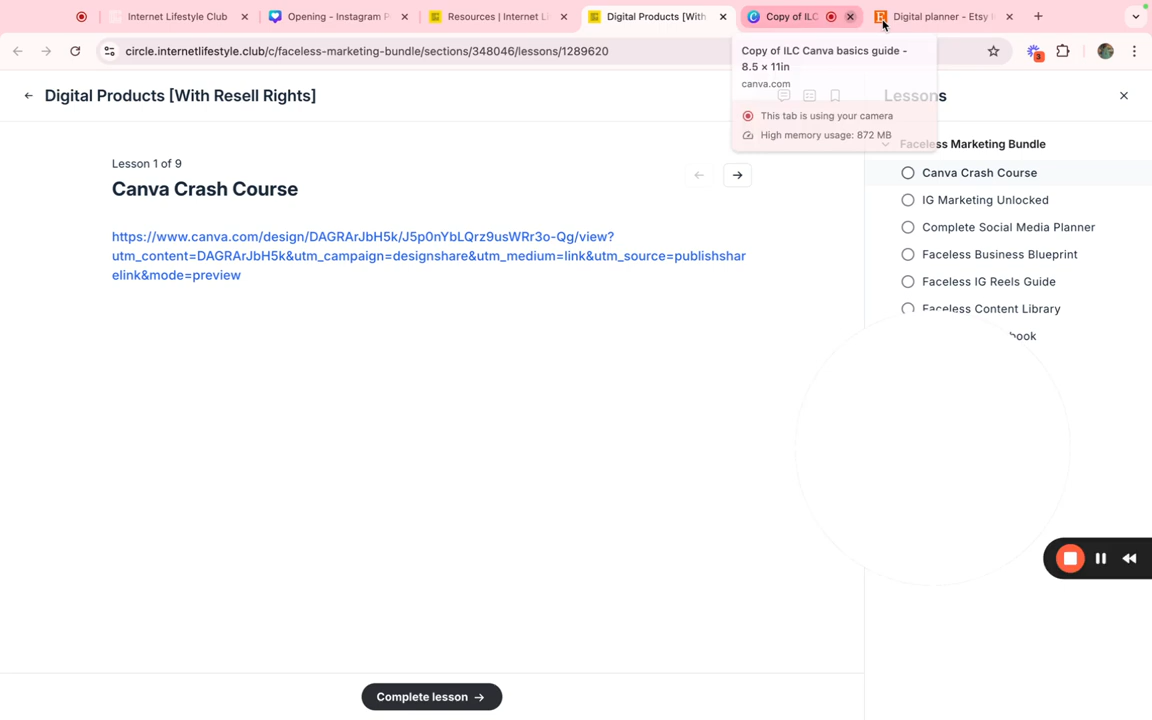 Internet Lifestyle Club
Opening - Instagram P
Resources | Internet Li
Digital Products [With
Copy of ILC
Digital planner - Etsy
circle.internetlifestyle.club/c/faceless-marketing-bundle/sections/348046/lessons/1289620
3
Copy of ILC Canva basics guide -
8.5 × 11in
canva.com
This tab is using your camera
High memory usage: 872 MB
Digital Products [With Resell Rights]
Lessons
Lesson 1 of 9
Canva Crash Course
https://www.canva.com/design/DAGRArJbH5k/J5p0nYbLQrz9usWRr3o-Qg/view?
utm_content=DAGRArJbH5k&utm_campaign=designshare&utm_medium=link&utm_source=publishshar
elink&mode=preview
Faceless Marketing Bundle
Canva Crash Course
IG Marketing Unlocked
Complete Social Media Planner
Faceless Business Blueprint
Faceless IG Reels Guide
Faceless Content Library
book
Complete lesson →